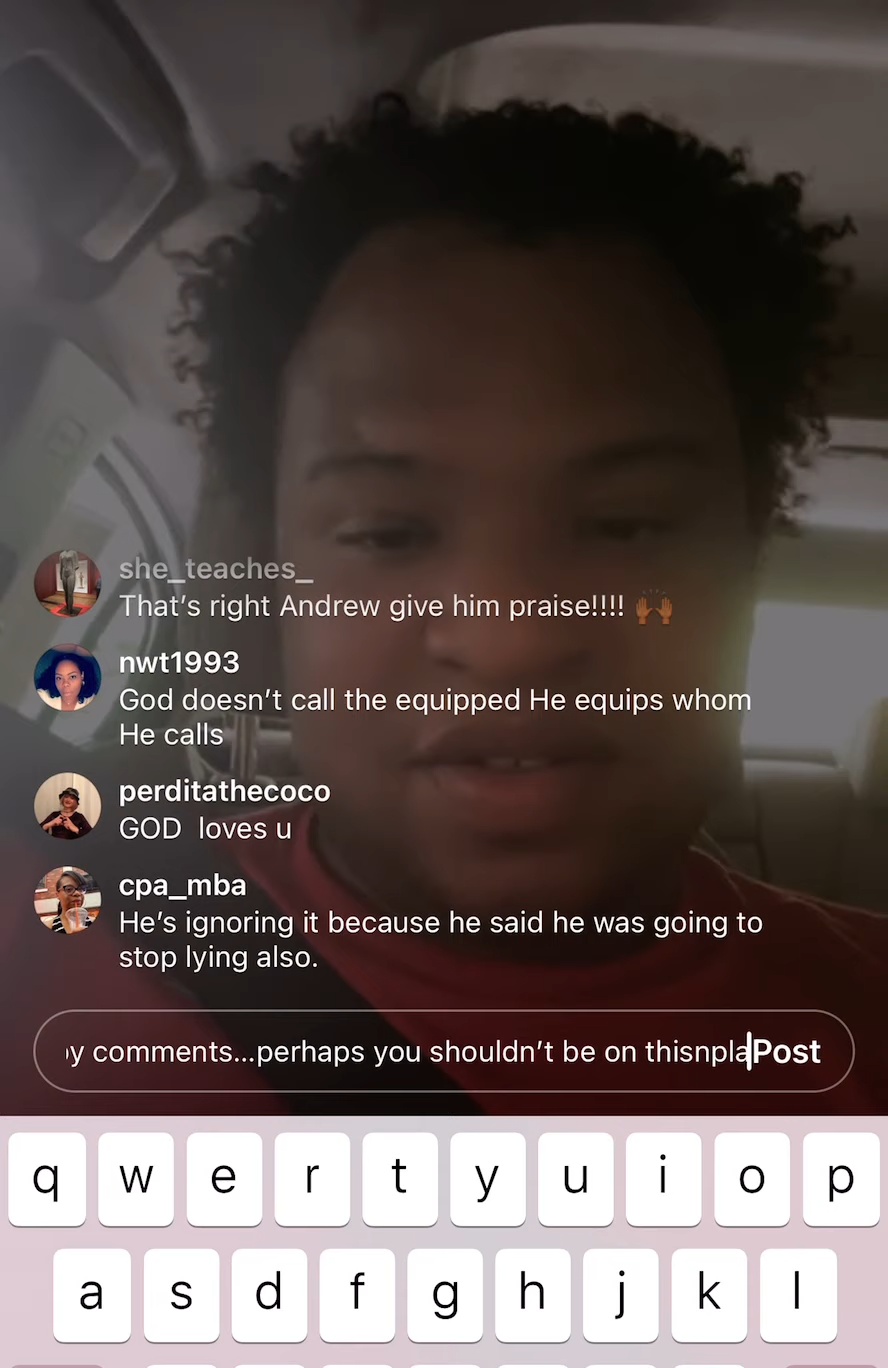 she_teaches_
That’s right Andrew give him praise!!!! 🙌🏾
nwt1993
God doesn’t call the equipped He equips whom
He calls
perditathecoco
GOD  loves u
cpa_mba
He’s ignoring it because he said he was going to
stop lying also.
y comments...perhaps you shouldn’t be on thisnpla Post
q w e r t y u i o p
a s d f g h j k l